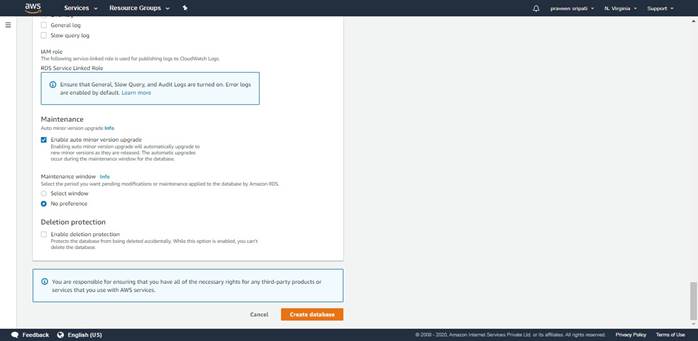 aws
Services
Resource Groups
praveen sripati
N. Virginia
Support
General log
Slow query log
IAM role
The following service-linked role is used for publishing logs to CloudWatch Logs.
RDS Service Linked Role
Ensure that General, Slow Query, and Audit Logs are turned on. Error logs
are enabled by default. Learn more
Maintenance
Auto minor version upgrade Info
Enable auto minor version upgrade
Enabling auto minor version upgrade will automatically upgrade to
new minor versions as they are released. The automatic upgrades
occur during the maintenance window for the database.
Maintenance window Info
Select the period you want pending modifications or maintenance applied to the database by Amazon RDS.
Select window
No preference
Deletion protection
Enable deletion protection
Protects the database from being deleted accidentally. While this option is enabled, you can't
delete the database.
You are responsible for ensuring that you have all of the necessary rights for any third-party products or
services that you use with AWS services.
Cancel
Create database
Feedback
English (US)
© 2008 - 2020, Amazon Internet Services Private Ltd. or its affiliates. All rights reserved.
Privacy Policy
Terms of Use